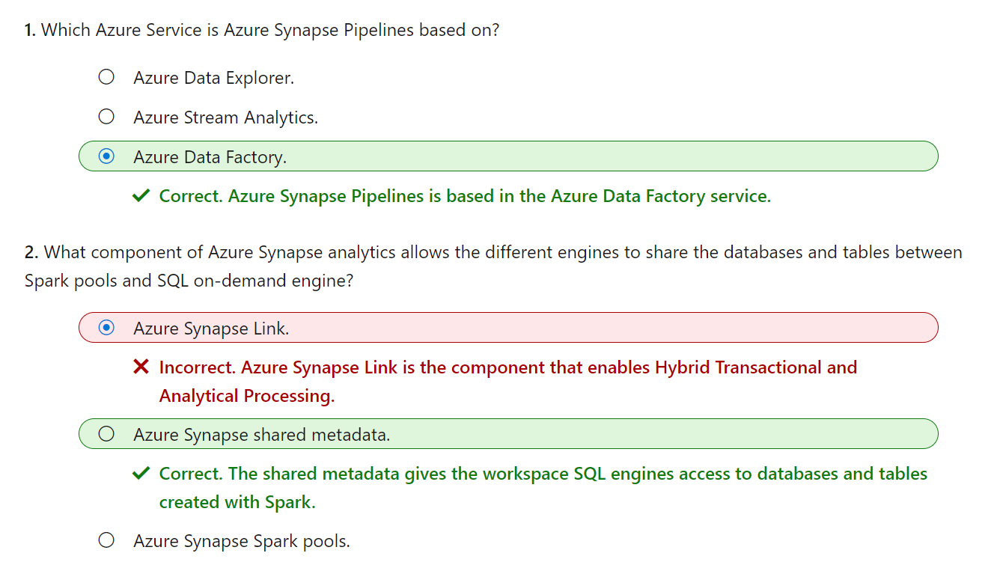 1. Which Azure Service is Azure Synapse Pipelines based on?
Azure Data Explorer.
Azure Stream Analytics.
Azure Data Factory.
Correct. Azure Synapse Pipelines is based in the Azure Data Factory service.
2. What component of Azure Synapse analytics allows the different engines to share the databases and tables between
Spark pools and SQL on-demand engine?
Azure Synapse Link.
Incorrect. Azure Synapse Link is the component that enables Hybrid Transactional and
Analytical Processing.
Azure Synapse shared metadata.
Correct. The shared metadata gives the workspace SQL engines access to databases and tables
created with Spark.
Azure Synapse Spark pools.